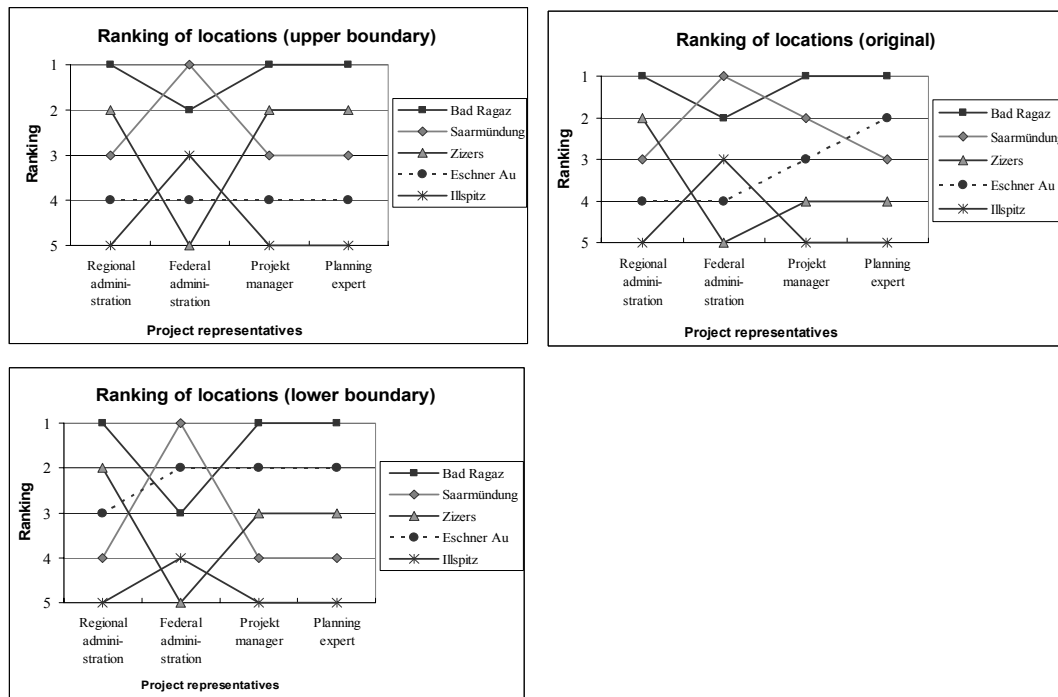 Ranking of locations (upper boundary)
1
2
3
4
5
Ranking
Regional
admini-
stration
Federal
admini-
stration
Projekt
manager
Planning
expert
Project representatives
Bad Ragaz
Saarmündung
Zizers
Eschner Au
Illspitz
Ranking of locations (original)
1
2
3
4
5
Ranking
Regional
admini-
stration
Federal
admini-
stration
Projekt
manager
Planning
expert
Project representatives
Bad Ragaz
Saarmündung
Zizers
Eschner Au
Illspitz
Ranking of locations (lower boundary)
1
2
3
4
5
Ranking
Regional
admini-
stration
Federal
admini-
stration
Projekt
manager
Planning
expert
Project representatives
Bad Ragaz
Saarmündung
Zizers
Eschner Au
Illspitz